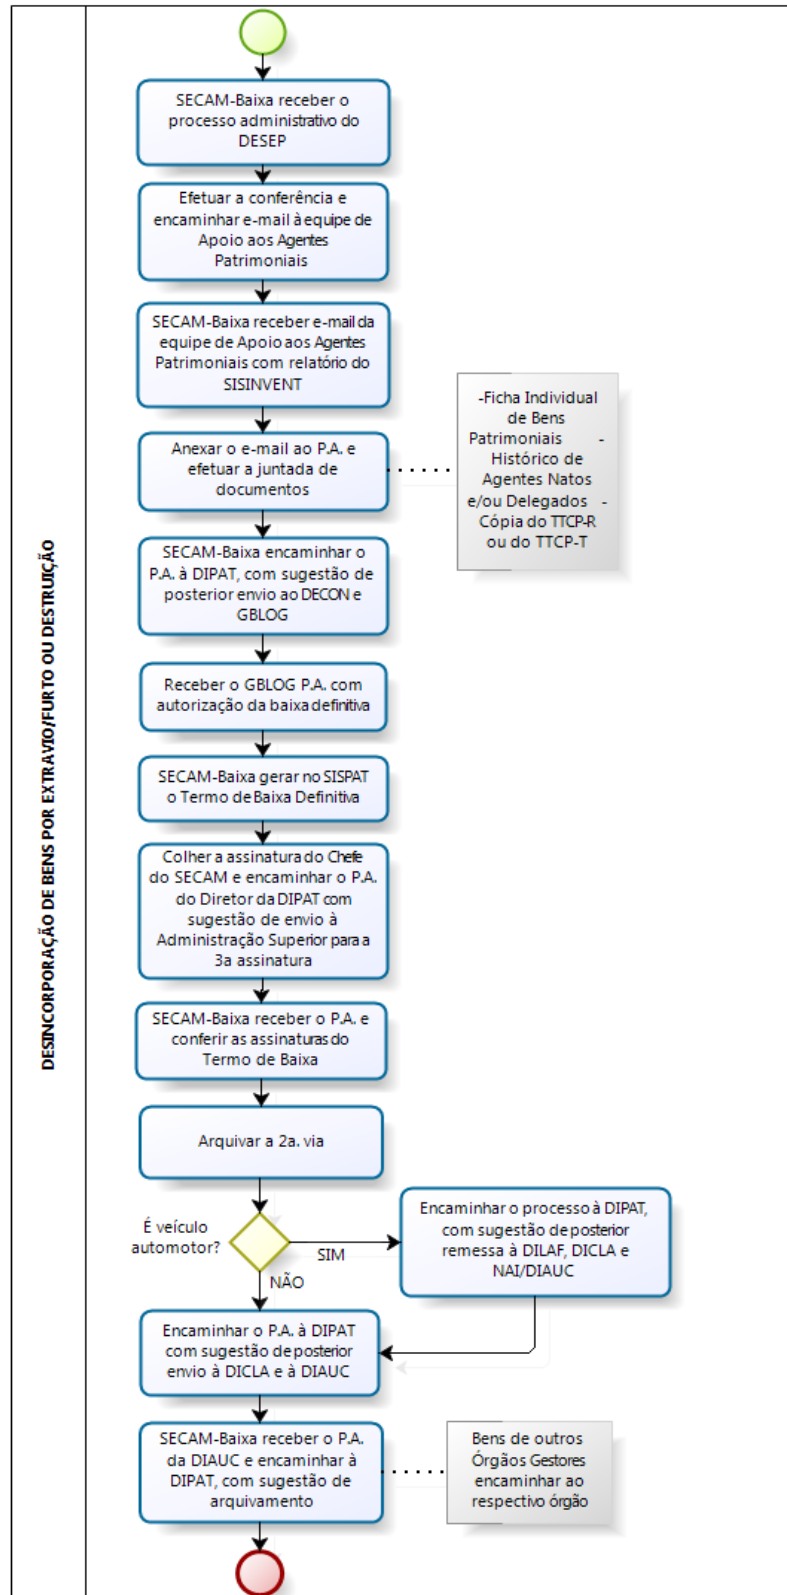 DESINCORPORAÇÃO DE BENS POR EXTRAVIO/FURTO OU DESTRUIÇÃO
SECAM-Baixa receber o
processo administrativo do
DESEP
Efetuar a conferência e
encaminhar e-mail à equipe de
Apoio aos Agentes
Patrimoniais
SECAM-Baixa receber e-mail da
equipe de Apoio aos Agentes
Patrimoniais com relatório do
SISINVENT
Anexar o e-mail ao P.A. e
efetuar a juntada de
documentos
-Ficha Individual
de Bens
Patrimoniais -
Histórico de
Agentes Natos
e/ou Delegados -
Cópia do TTCP-R
ou do TTCP-T
SECAM-Baixa encaminhar o
P.A. à DIPAT, com sugestão de
posterior envio ao DECON e
GBLOG
Receber o GBLOG P.A. com
autorização da baixa definitiva
SECAM-Baixa gerar no SISPAT
o Termo de Baixa Definitiva
Colher a assinatura do Chefe
do SECAM e encaminhar o P.A.
do Diretor da DIPAT com
sugestão de envio à
Administração Superior para a
3a assinatura
SECAM-Baixa receber o P.A. e
conferir as assinaturas do
Termo de Baixa
Arquivar a 2a. via
É veículo
automotor?
SIM
NÃO
Encaminhar o processo à DIPAT,
com sugestão de posterior
remessa à DILAF, DICLA e
NAI/DIAUC
Encaminhar o P.A. à DIPAT
com sugestão de posterior
envio à DICLA e à DIAUC
SECAM-Baixa receber o P.A.
da DIAUC e encaminhar à
DIPAT, com sugestão de
arquivamento
Bens de outros
Órgãos Gestores
encaminhar ao
respectivo órgão